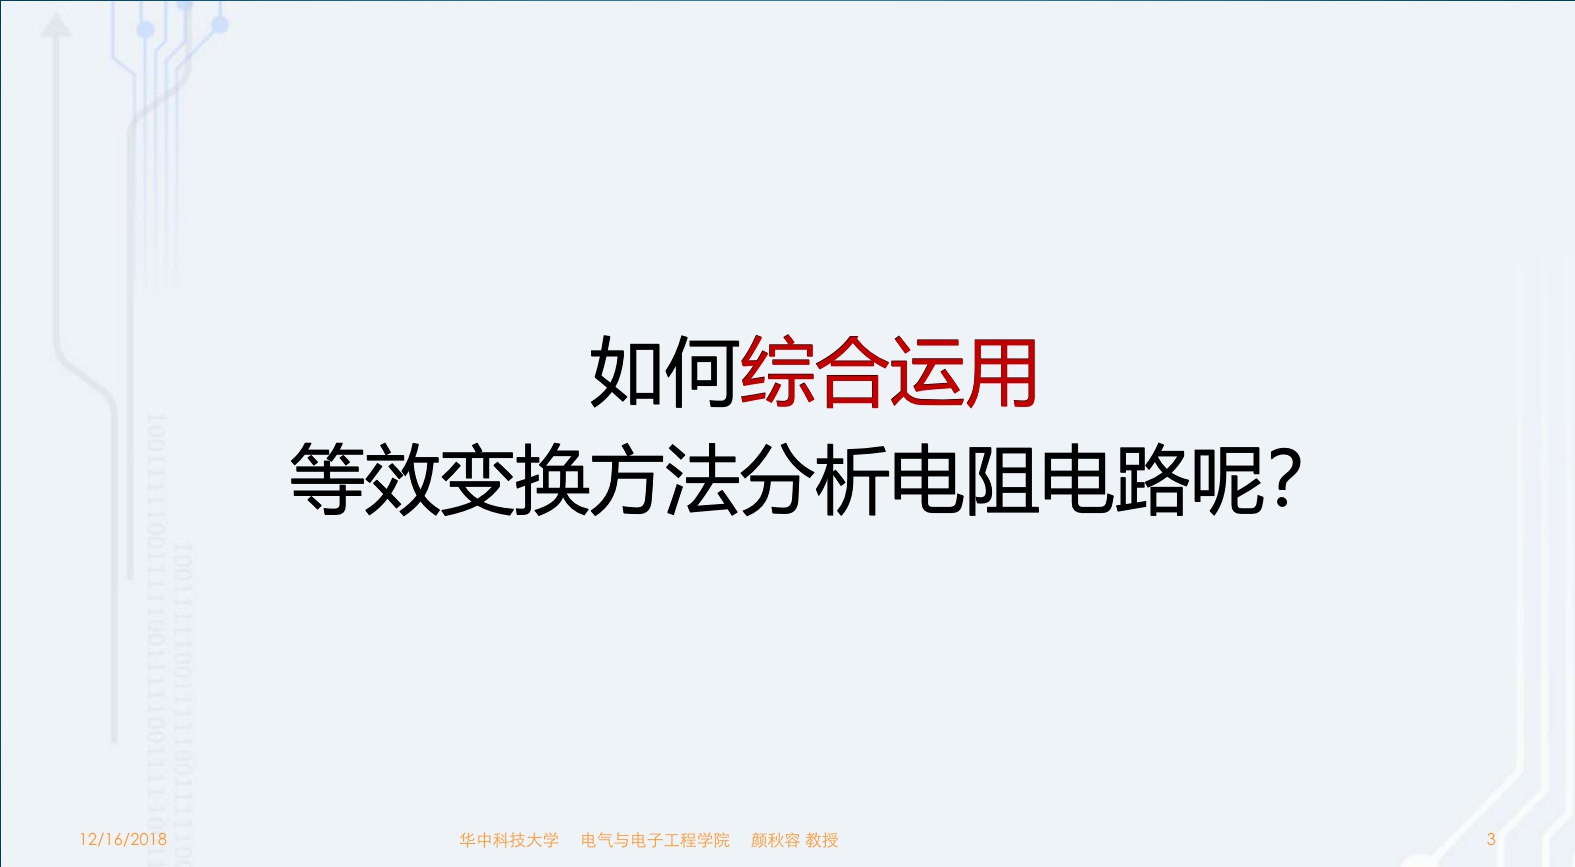 如何综合运用
等效变换方法分析电阻电路呢?
12/16/2018
华中科技大学 电气与电子工程学院 颜秋容 教授
3